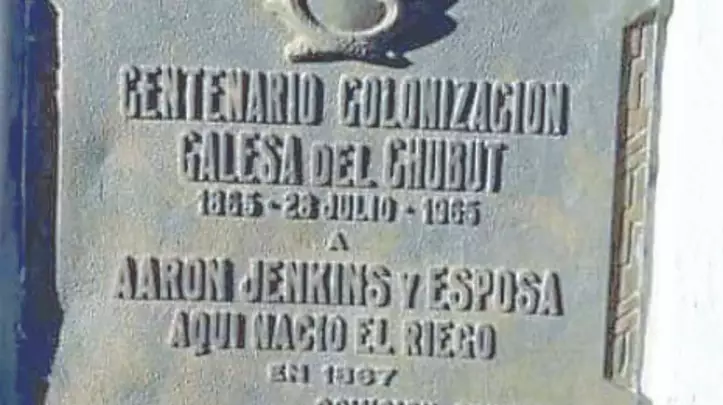 CENTENARIO COLONIZACION
GALESA DEL CHUBUT
1865 - 28 JULIO - 1965
A
AARON JENKINS Y ESPOSA
AQUI NACIO EL RIEGO
EN 1867